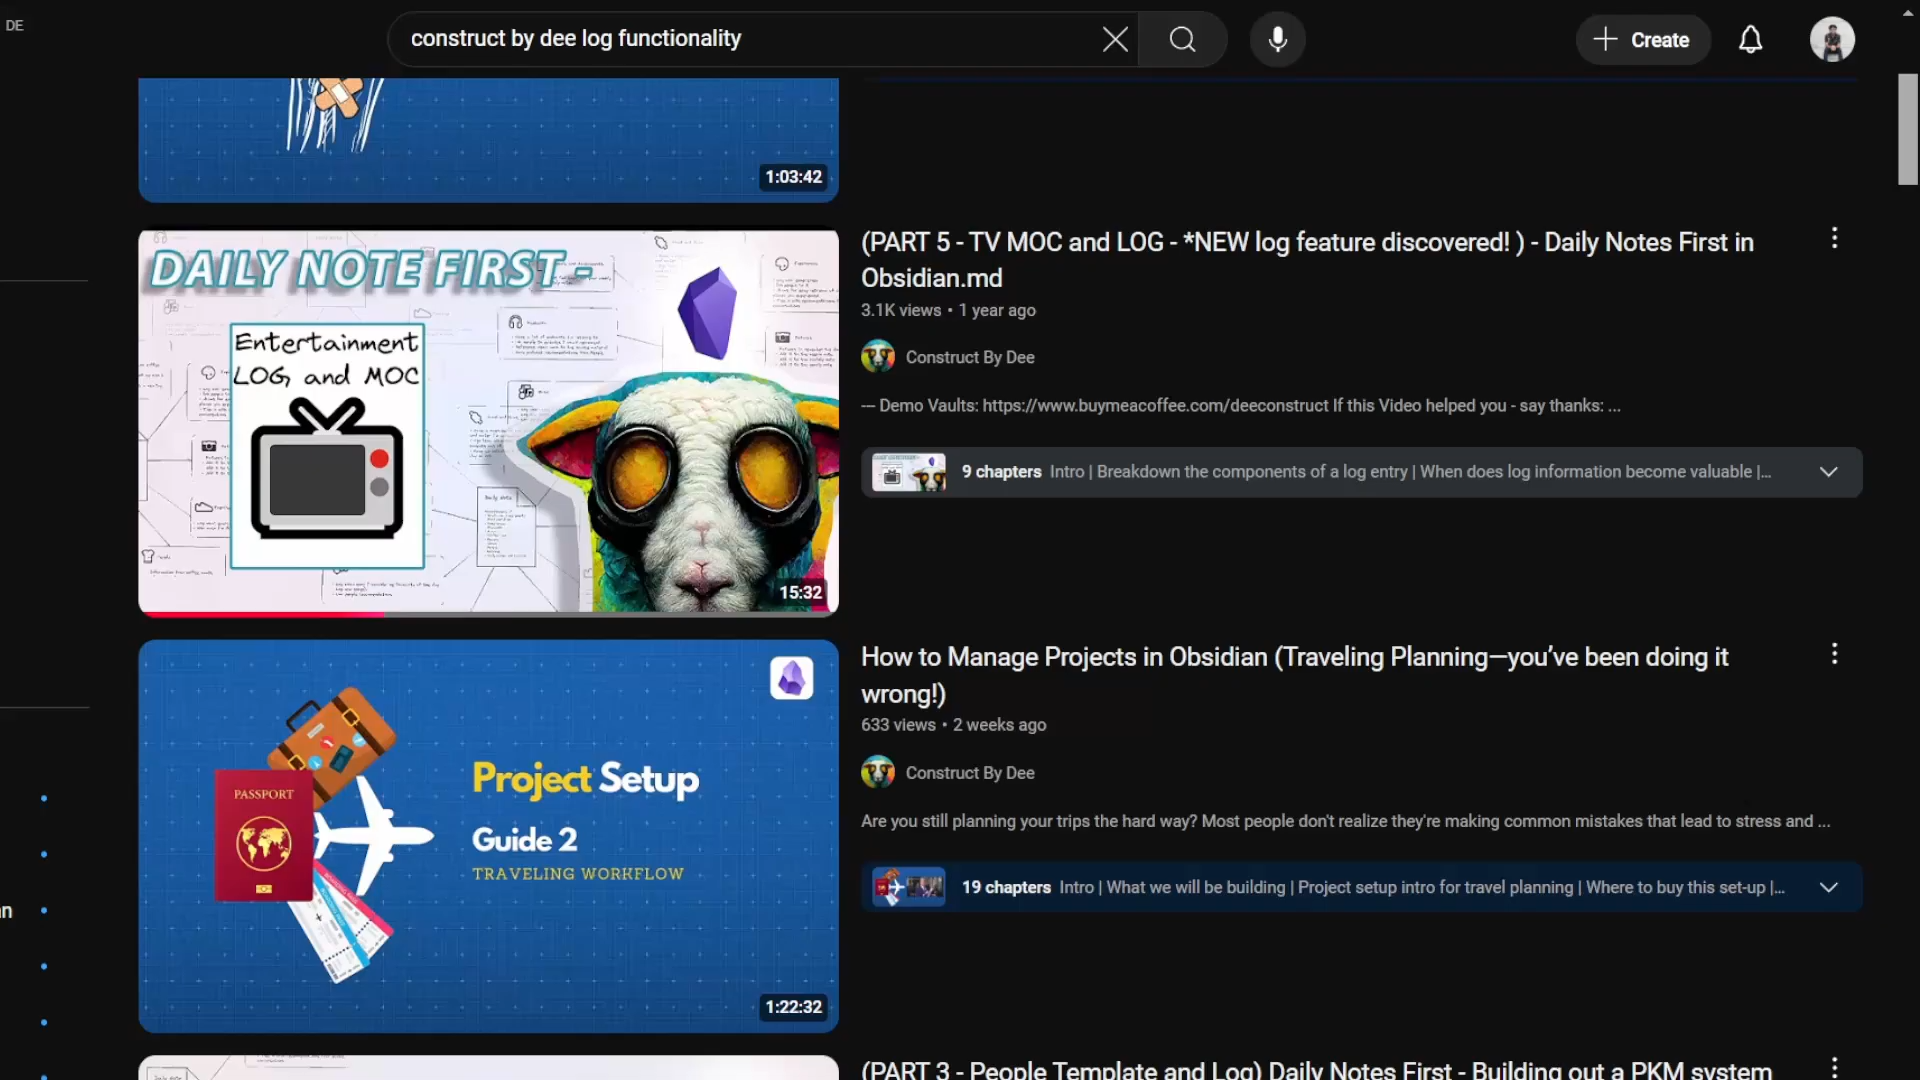 DE
construct by dee log functionality
Create
1:03:42
DAILY NOTE FIRST -
Entertainment
LOG, and MOC
15:32
(PART 5 - TV MOC and LOG - *NEW log feature discovered! ) - Daily Notes First in
Obsidian.md
3.1K views • 1 year ago
Construct By Dee
--- Demo Vaults: https://www.buymeacoffee.com/deeconstruct If this Video helped you - say thanks: ...
9 chapters Intro | Breakdown the components of a log entry | When does log information become valuable |...
PASSPORT
Project Setup
Guide 2
TRAVELING WORKFLOW
1:22:32
How to Manage Projects in Obsidian (Traveling Planning—you’ve been doing it
wrong!)
633 views • 2 weeks ago
Construct By Dee
Are you still planning your trips the hard way? Most people don't realize they're making common mistakes that lead to stress and ...
19 chapters Intro | What we will be building | Project setup intro for travel planning | Where to buy this set-up |...
(PART 3 - People Template and Log) Daily Notes First - Building out a PKM system